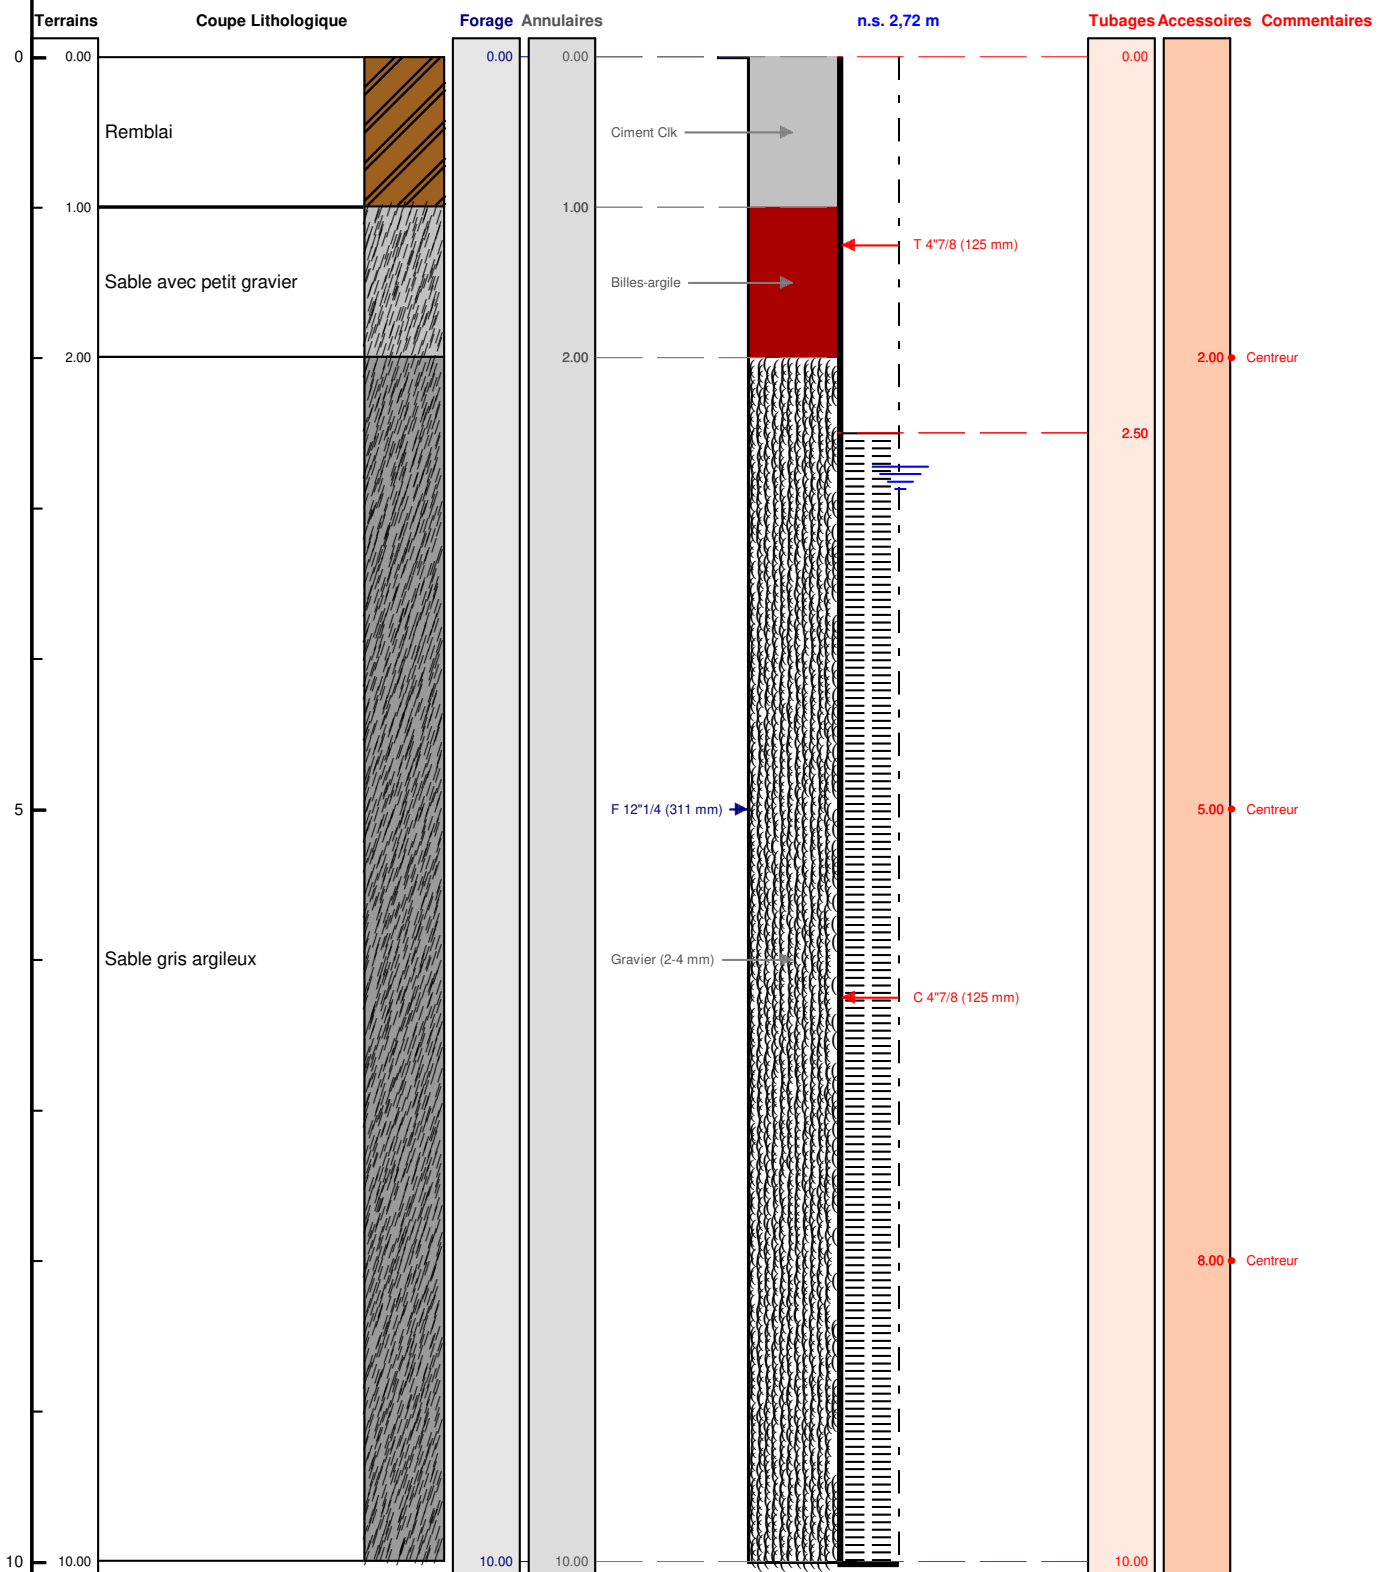 Terrains Coupe Lithologique Forage Annulaires n.s. 2,72 m Tubages Accessoires Commentaires
0 0.00 0.00 0.00 0.00
Remblai Ciment Clk
1.00 1.00
T 4"7/8 (125 mm)
Sable avec petit gravier Billes-argile
2.00 2.00 2.00 Centreur
2.50
5 F 12"1/4 (311 mm) 5.00 Centreur
Sable gris argileux Gravier (2-4 mm)
C 4"7/8 (125 mm)
8.00 Centreur
10 10.00 10.00 10.00 10.00